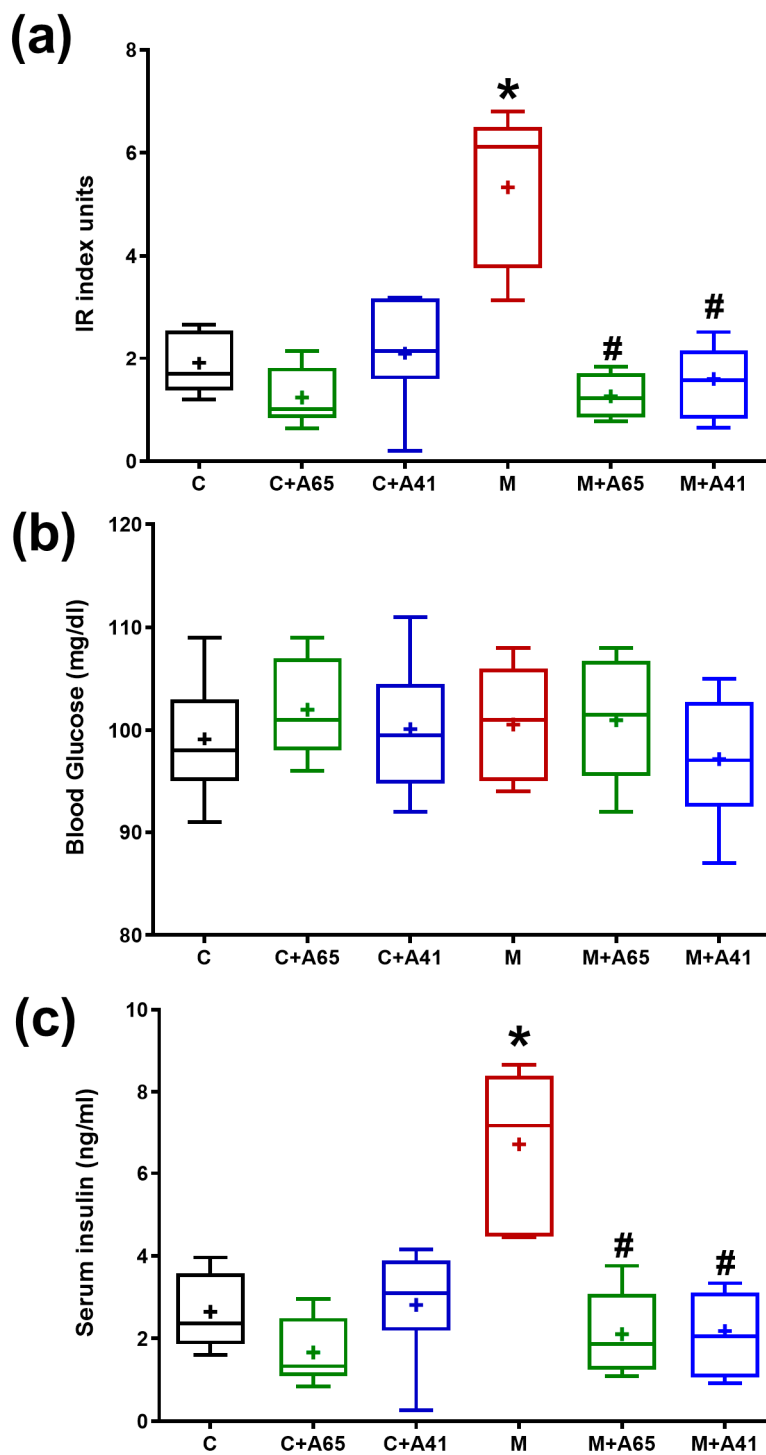 (a)
IR index units
8
6
4
2
0
*
#
#
C C+A65 C+A41 M M+A65 M+A41
(b)
Blood Glucose (mg/dl)
120
110
100
90
80
C C+A65 C+A41 M M+A65 M+A41
(c)
Serum insulin (ng/ml)
10
8
6
4
2
0
*
#
#
C C+A65 C+A41 M M+A65 M+A41